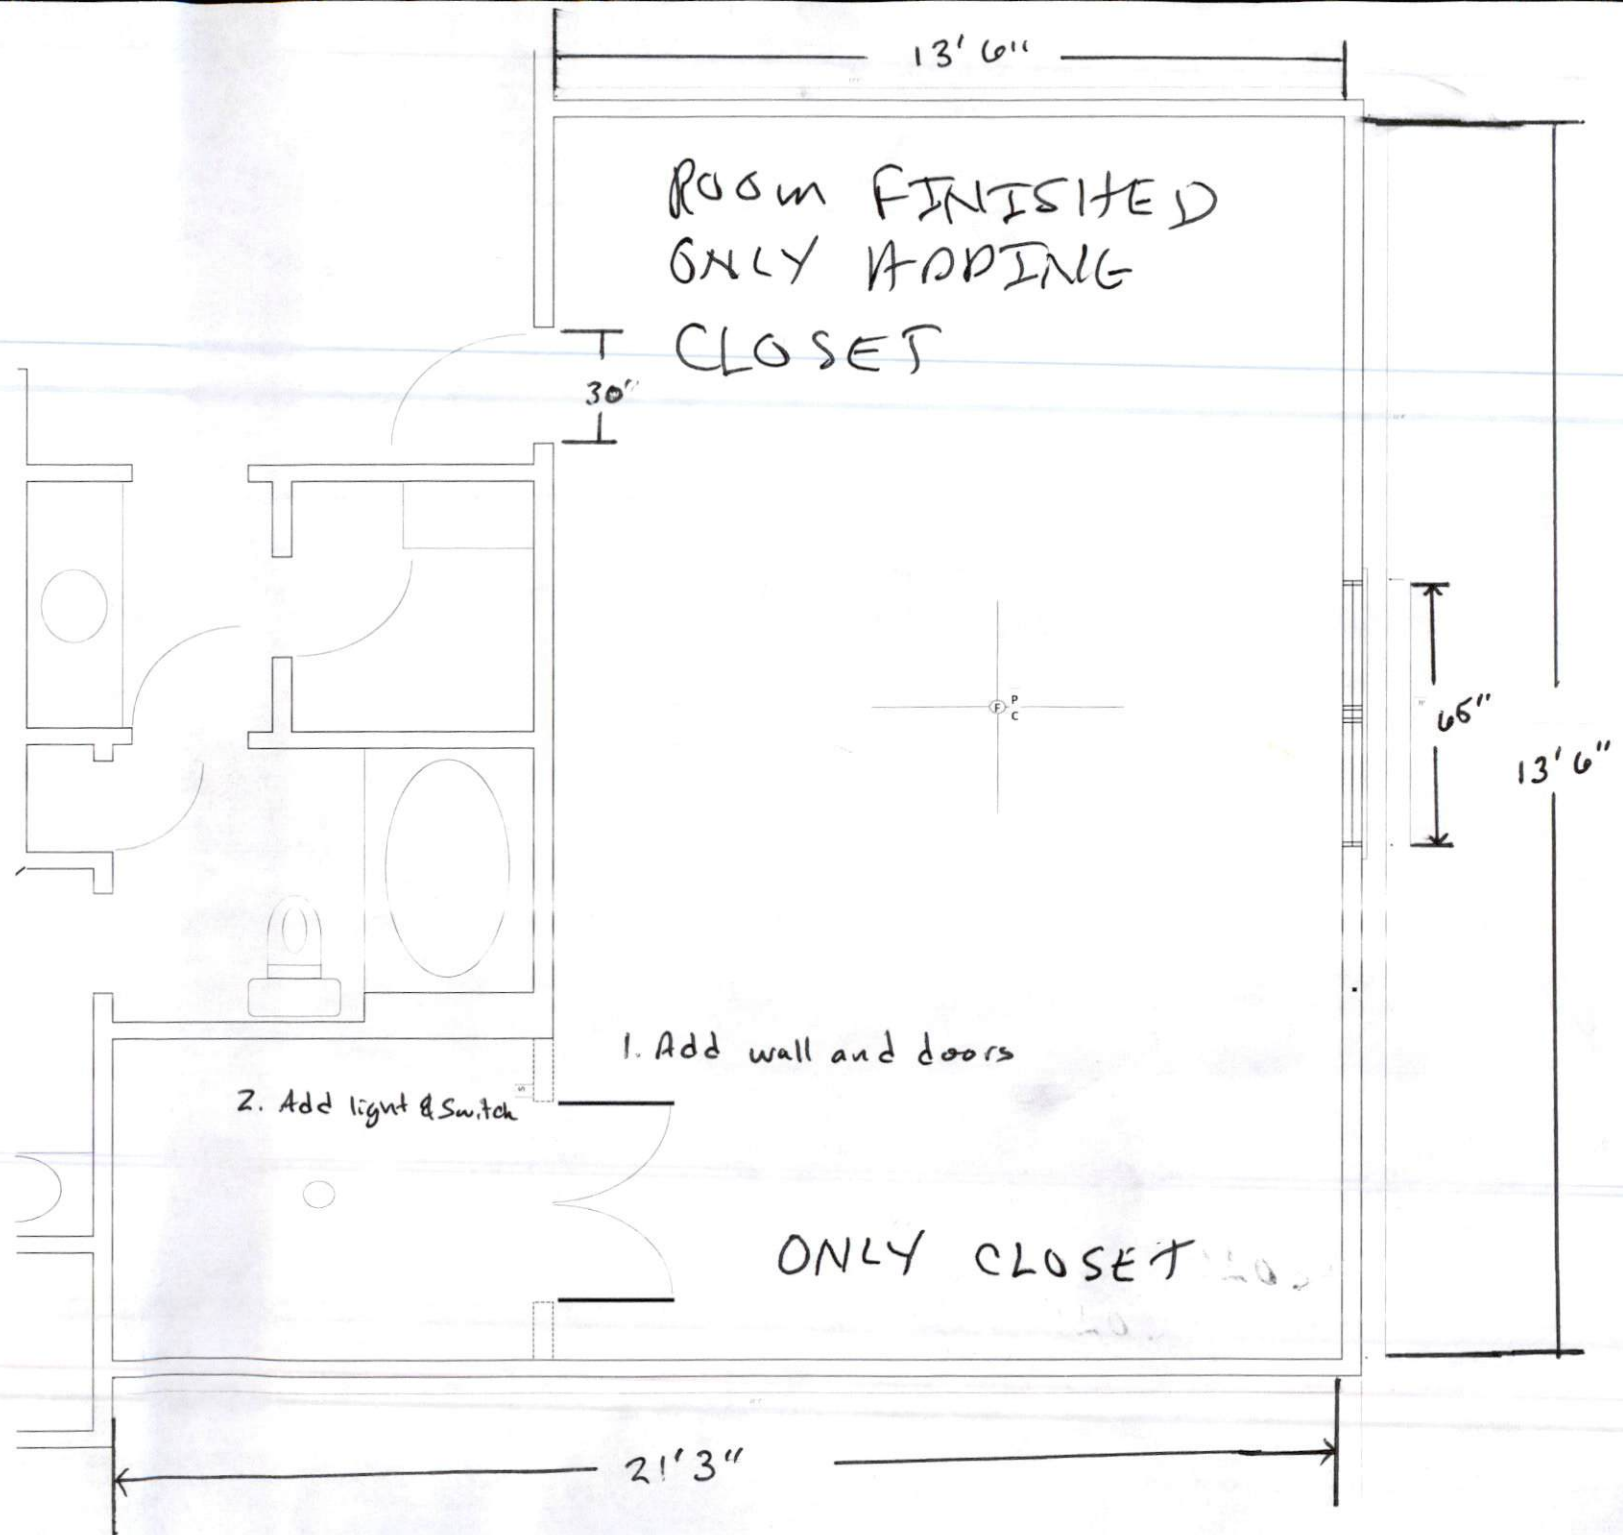 13' 6"
ROOM FINISHED
ONLY ADDING
CLOSET
30"
P
F
C
65"
13' 6"
1. Add wall and doors
2. Add light & Switch
S
ONLY CLOSET
21' 3"